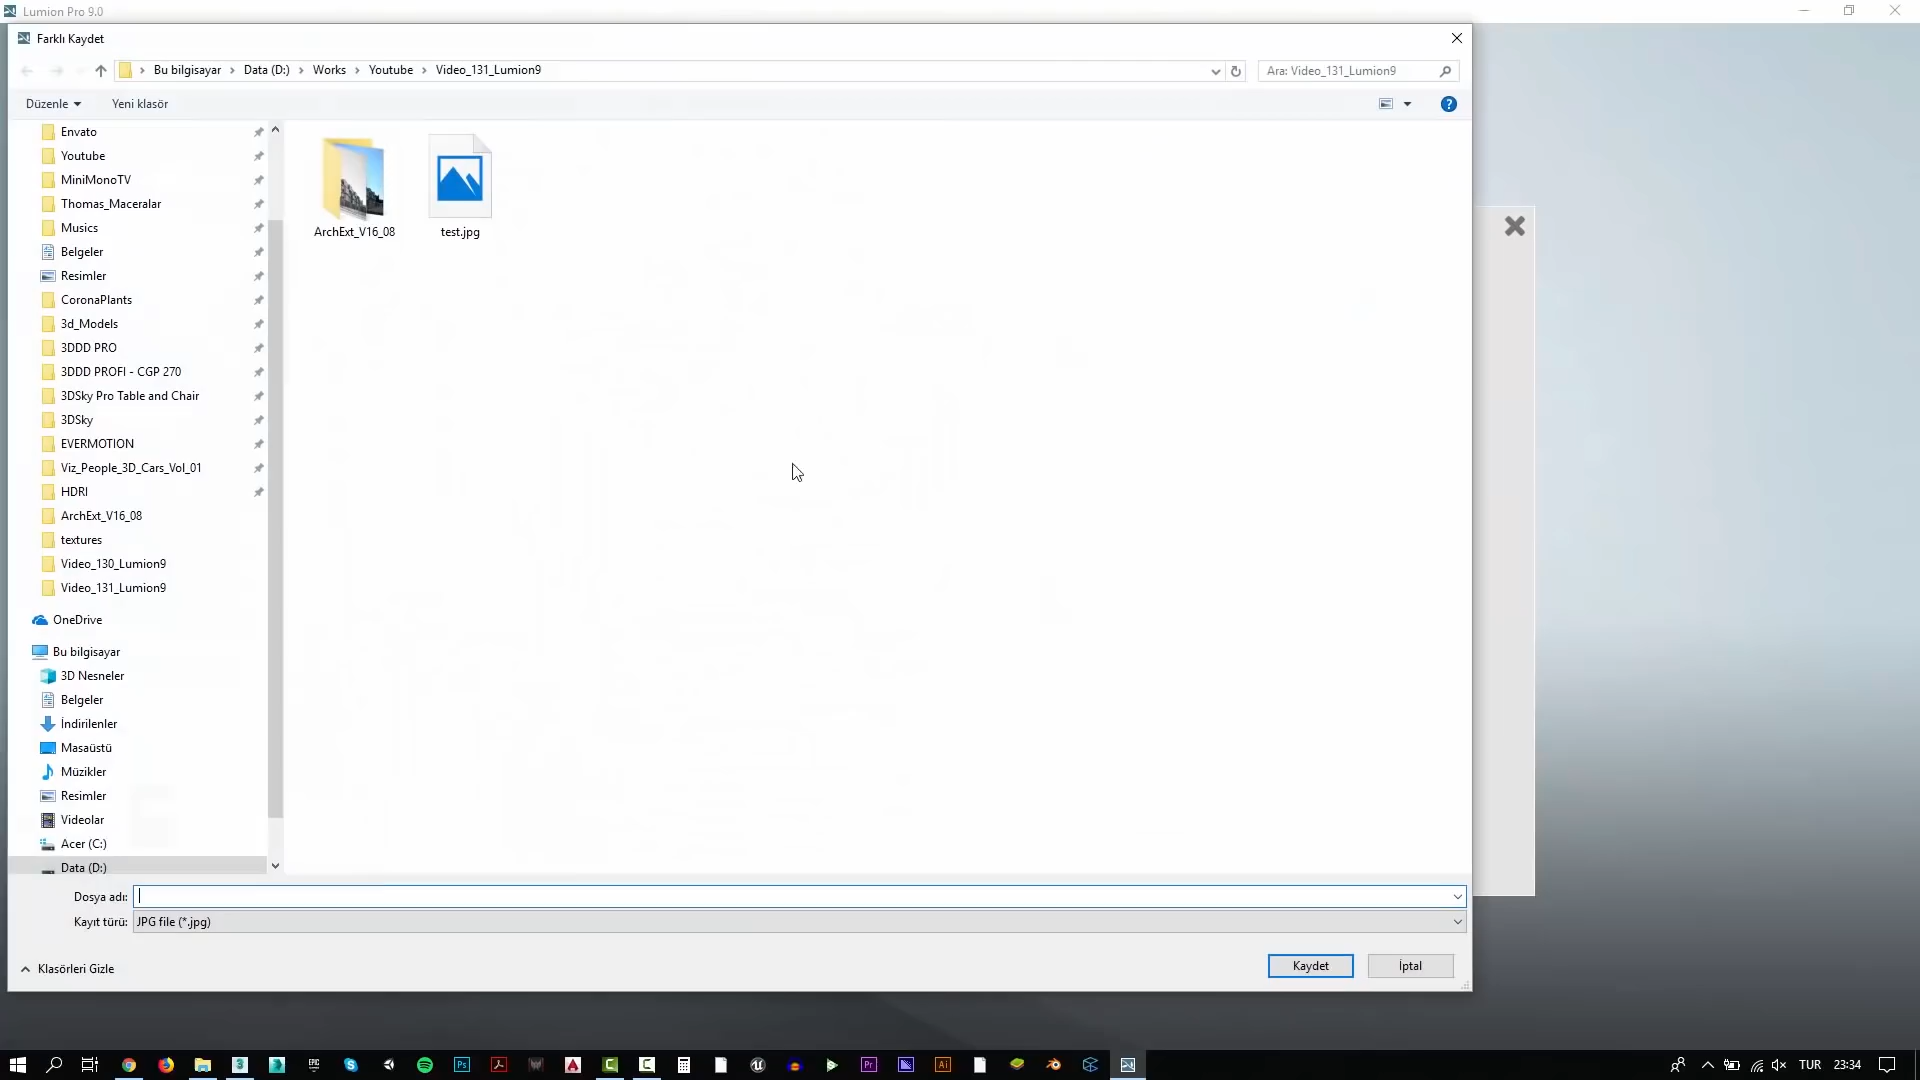 Lumion Pro 9.0
Farklı Kaydet
Bu bilgisayar > Data (D:) > Works > Youtube > Video_131_Lumion9
Ara: Video_131_Lumion9
Düzenle
Yeni klasör
Envato
Youtube
MiniMonoTV
Thomas_Maceralar
Musics
Belgeler
Resimler
CoronaPlants
3d_Models
3DDD PRO
3DDD PROFI - CGP 270
3DSky Pro Table and Chair
3DSky
EVERMOTION
Viz_People_3D_Cars_Vol_01
HDRI
ArchExt_V16_08
textures
Video_130_Lumion9
Video_131_Lumion9
OneDrive
Bu bilgisayar
3D Nesneler
Belgeler
İndirilenler
Masaüstü
Müzikler
Resimler
Videolar
Acer (C:)
Data (D:)
ArchExt_V16_08
test.jpg
Dosya adı:
Kayıt türü: JPG file (*.jpg)
Klasörleri Gizle
Kaydet
İptal
TUR 23:34